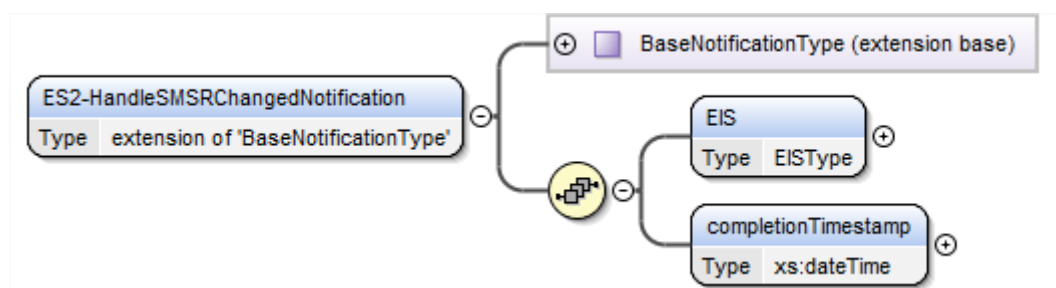 BaseNotificationType (extension base)
ES2-HandleSMSRChangedNotification
Type extension of 'BaseNotificationType'
EIS
Type EISType
completionTimestamp
Type xs:dateTime